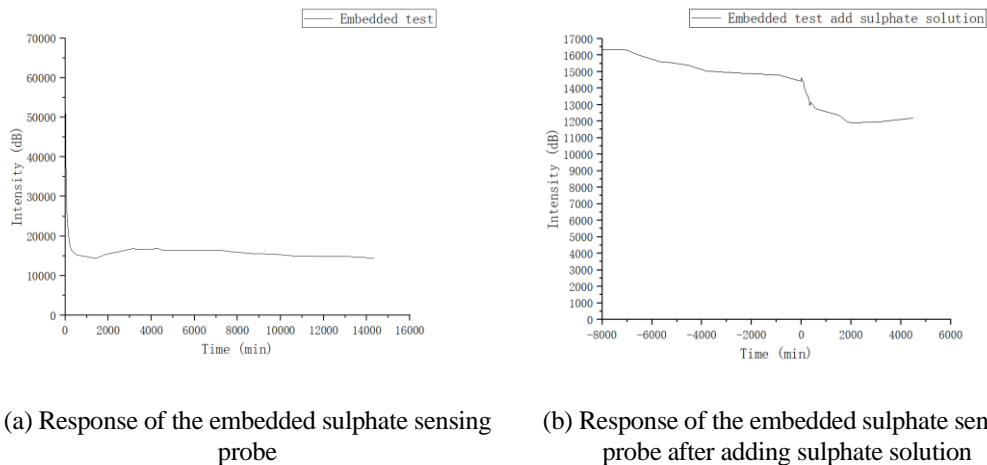 Embedded test
70000
60000
50000
40000
30000
20000
10000
0
Intensity (dB)
0 2000 4000 6000 8000 10000 12000 14000 16000
Time (min)
Embedded test add sulphate solution
17000
16000
15000
14000
13000
12000
11000
10000
9000
8000
7000
6000
5000
4000
3000
2000
1000
0
Intensity (dB)
-8000 -6000 -4000 -2000 0 2000 4000 6000
Time (min)
(a) Response of the embedded sulphate sensing
probe
(b) Response of the embedded sulphate sen
probe after adding sulphate solution